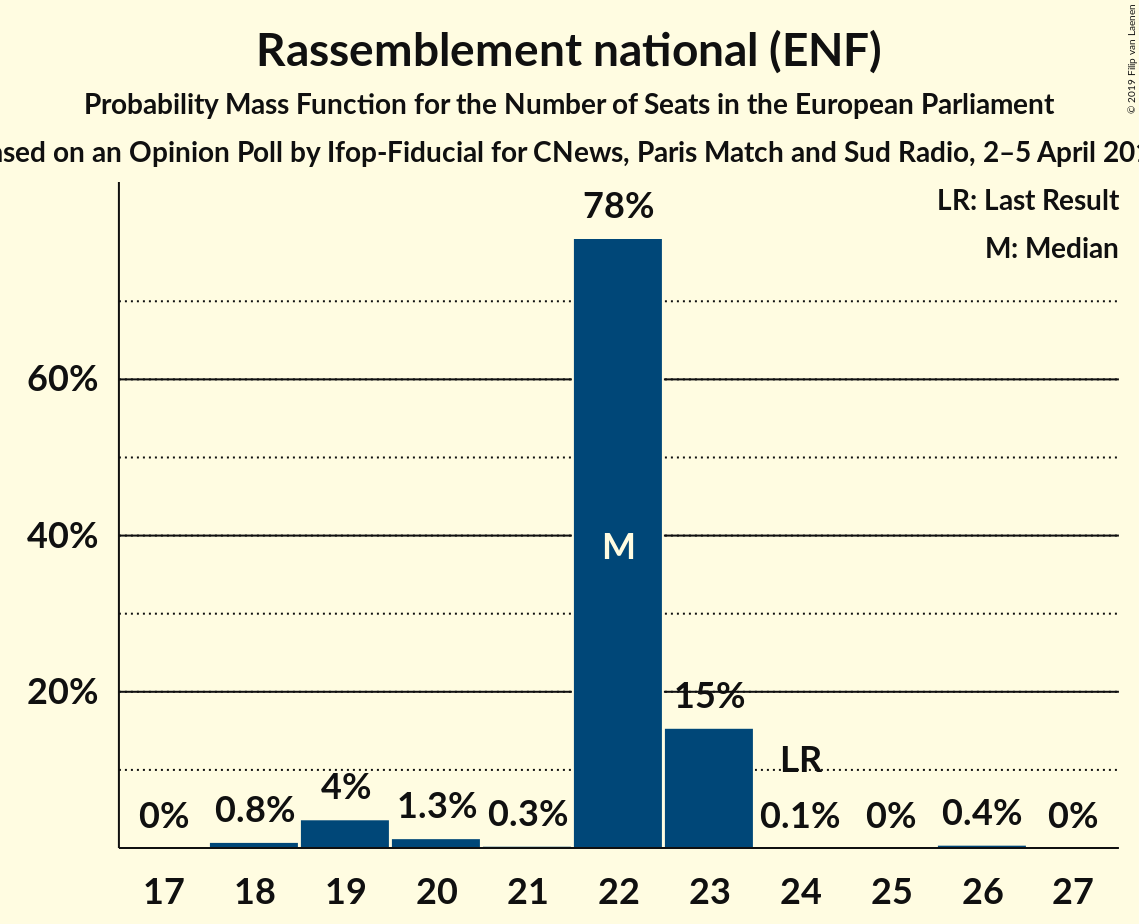 Rassemblement national (ENF)
Probability Mass Function for the Number of Seats in the European Parliament
on an Opinion Poll by Ifop-Fiducial for CNews, Paris Match and Sud Radio, 2–5 April
© 2019 Filip van Laenen
LR: Last Result
M: Median
78%
60%
40%
M
20%
15%
LR
0%
0.8%
4%
1.3%
0.3%
0.1%
0%
0.4%
0%
17 18 19 20 21 22 23 24 25 26 27